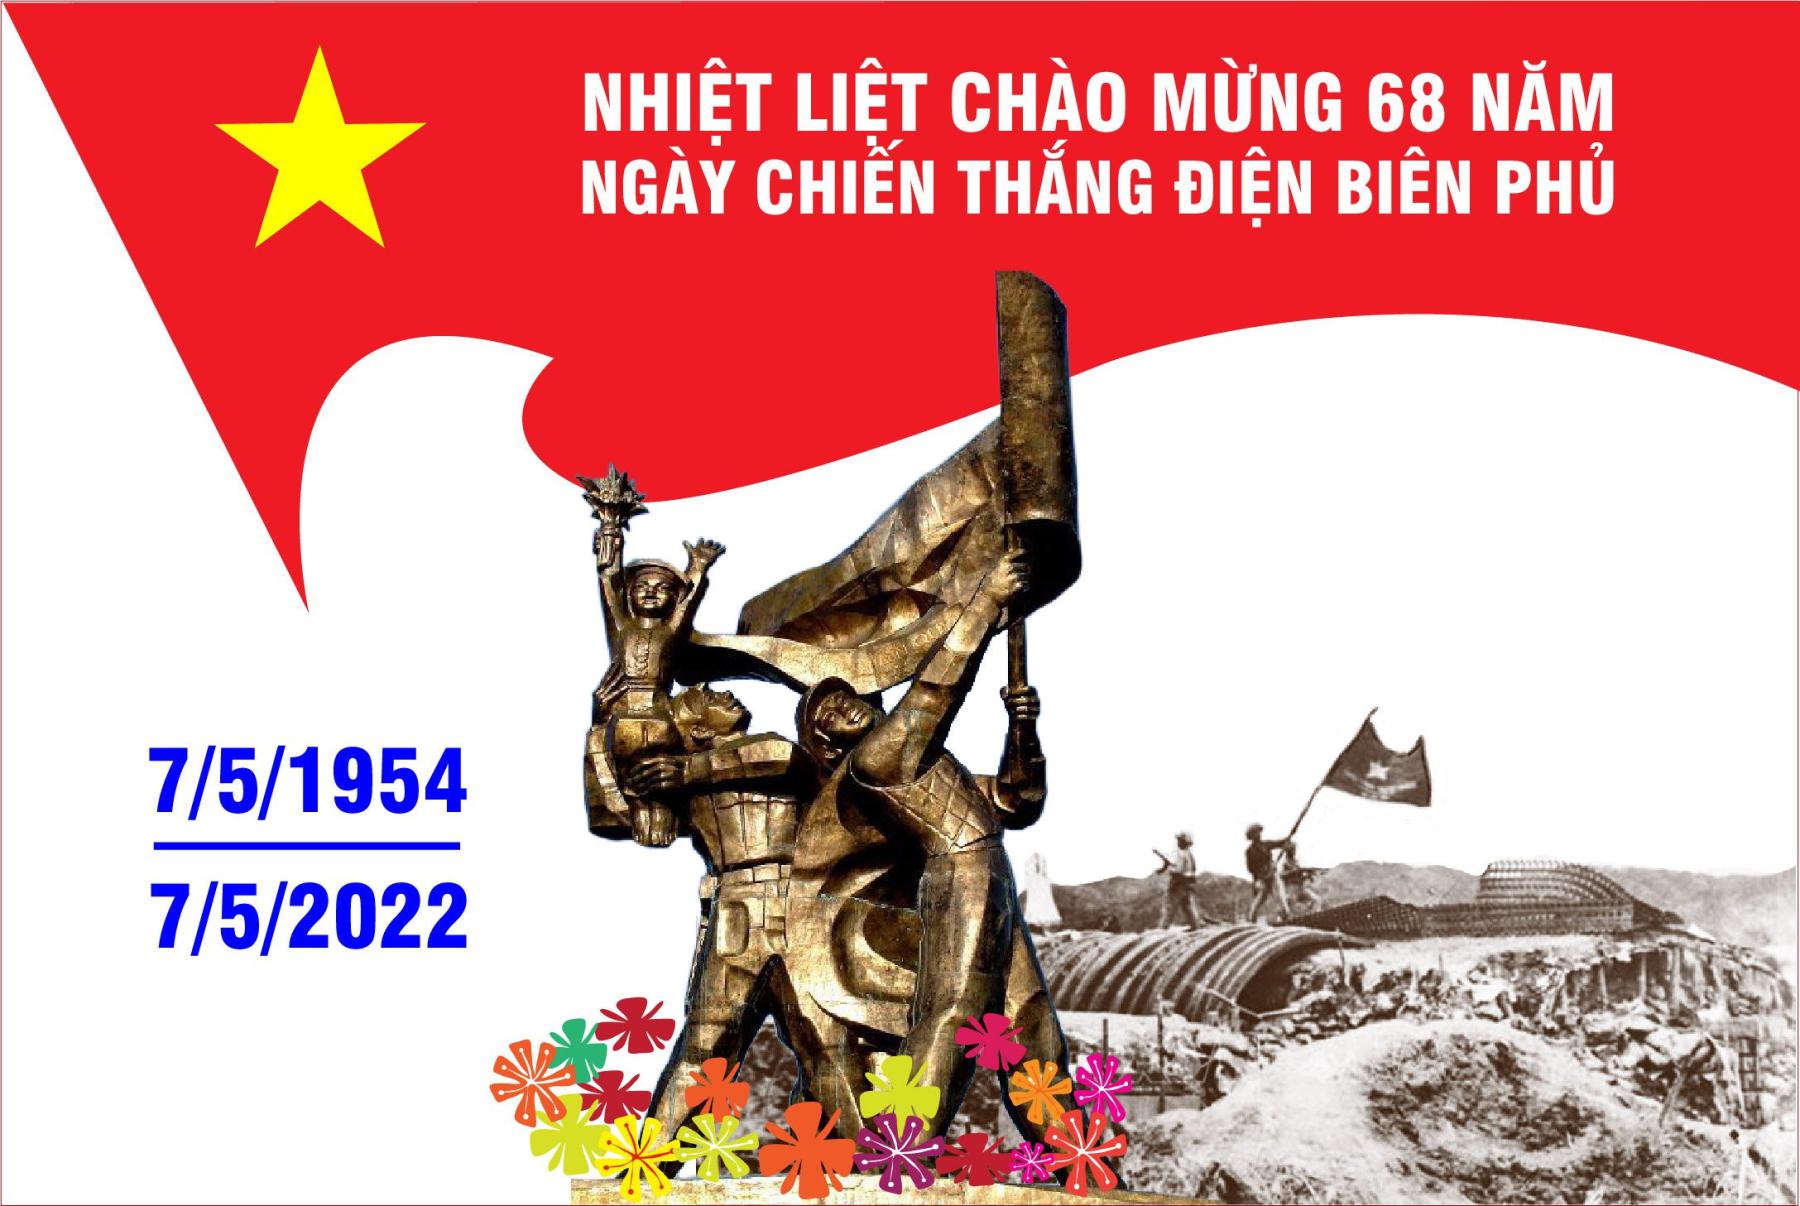 NHIỆT LIỆT CHÀO MỪNG 68 NĂM
NGÀY CHIẾN THẮNG ĐIỆN BIÊN PHỦ
7/5/1954
7/5/2022